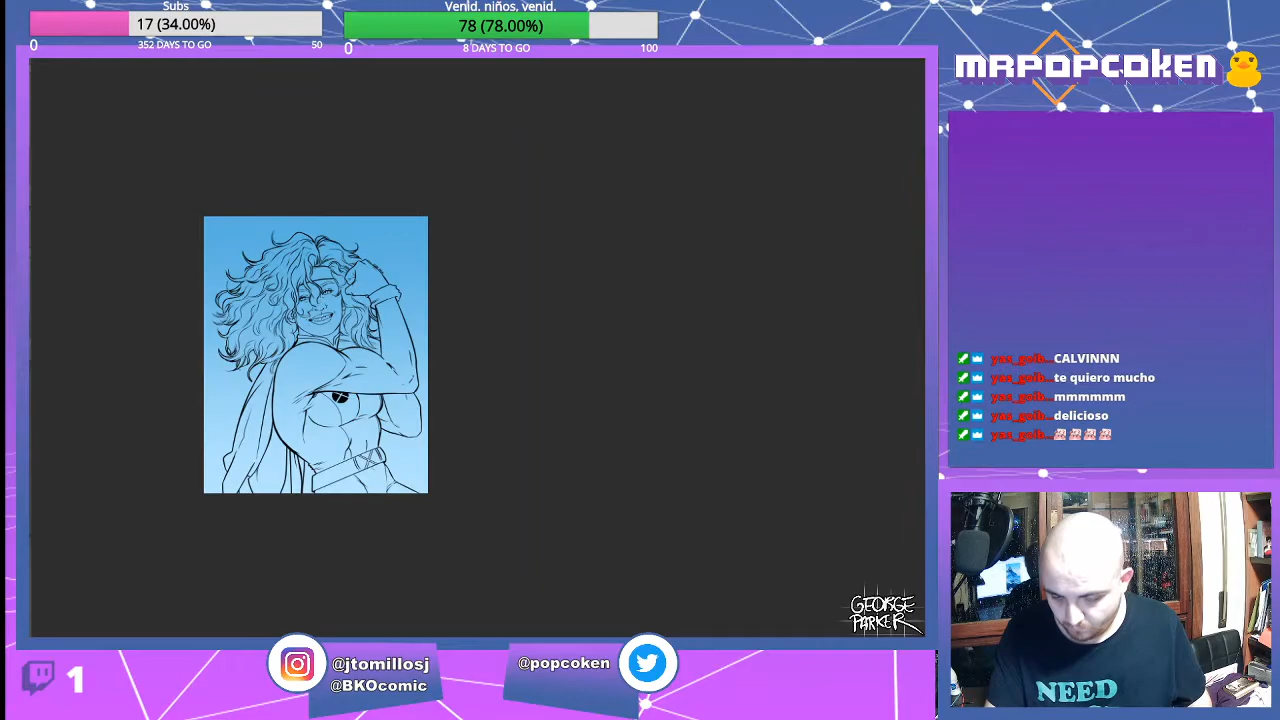 Subs
17 (34.00%)
0
352 DAYS TO GO
50
Venid. niños, venid.
78 (78.00%)
0
8 DAYS TO GO
100
MRPOPCOKEN
CALVINNN
te quiero mucho
mmmmmm
delicioso
GEORGE
PARKER
@jtomillosj
@BKOcomic
@popcoken
1
NEED